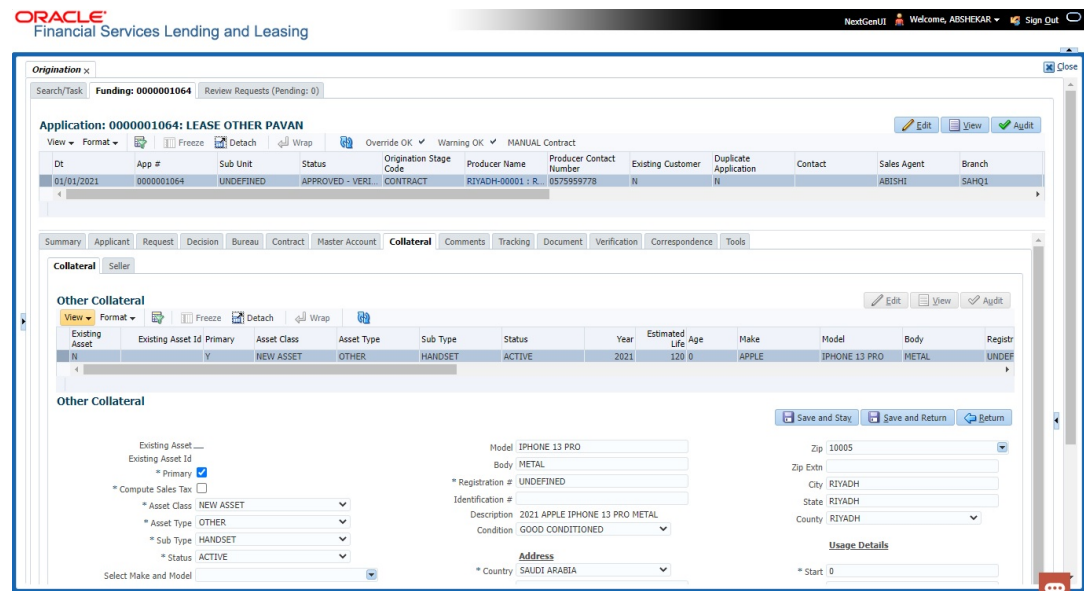 ORACLE
Financial Services Lending and Leasing
NextGenUI Welcome, ABSHEKAR Sign Out
Origination x
Close
Search/Task Funding: 0000001064 Review Requests (Pending: 0)
Application: 0000001064: LEASE OTHER PAVAN
Edit View Audit
View Format Freeze Detach Wrap Override OK Warning OK MANUAL Contract
Dt App # Sub Unit Status Origination Stage Code Producer Name Producer Contact Number Existing Customer Duplicate Application Contact Sales Agent Branch
01/01/2021 0000001064 UNDEFINED APPROVED - VERI... CONTRACT RIYADH-00001 : R... 0575959778 N N ABISHI SAHQ1
Summary Applicant Request Decision Bureau Contract Master Account Collateral Comments Tracking Document Verification Correspondence Tools
Collateral Seller
Other Collateral
Edit View Audit
View Format Freeze Detach Wrap
Existing Asset Existing Asset Id Primary Asset Class Asset Type Sub Type Status Year Estimated Life Age Make Model Body Registr
N Y NEW ASSET OTHER HANDSET ACTIVE 2021 120 0 APPLE IPHONE 13 PRO METAL UNDEF
Other Collateral
Save and Stay Save and Return Return
Existing Asset
Existing Asset Id
* Primary
* Compute Sales Tax
* Asset Class NEW ASSET
* Asset Type OTHER
* Sub Type HANDSET
* Status ACTIVE
Select Make and Model
Model IPHONE 13 PRO
Body METAL
* Registration # UNDEFINED
Identification #
Description 2021 APPLE IPHONE 13 PRO METAL
Condition GOOD CONDITIONED
Address
* Country SAUDI ARABIA
Zip 10005
Zip Extn
City RIYADH
State RIYADH
County RIYADH
Usage Details
* Start 0